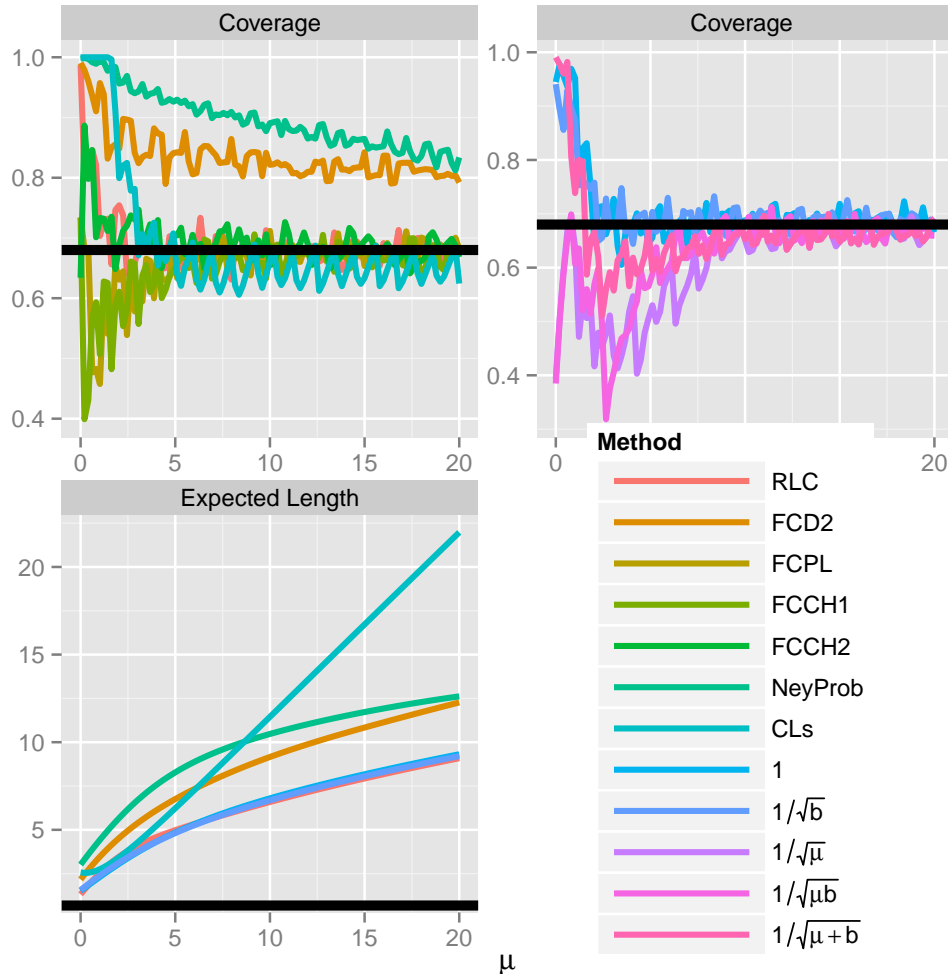 Coverage
1.0
0.8
0.6
0.4
0 5 10 15 20
Coverage
1.0
0.8
0.6
0.4
0 20
Expected Length
20
15
10
5
0 5 10 15 20
Method
RLC
FCD2
FCPL
FCCH1
FCCH2
NeyProb
CLs
1
1/√b
1/√μ
1/√μb
1/√μ + b
μ